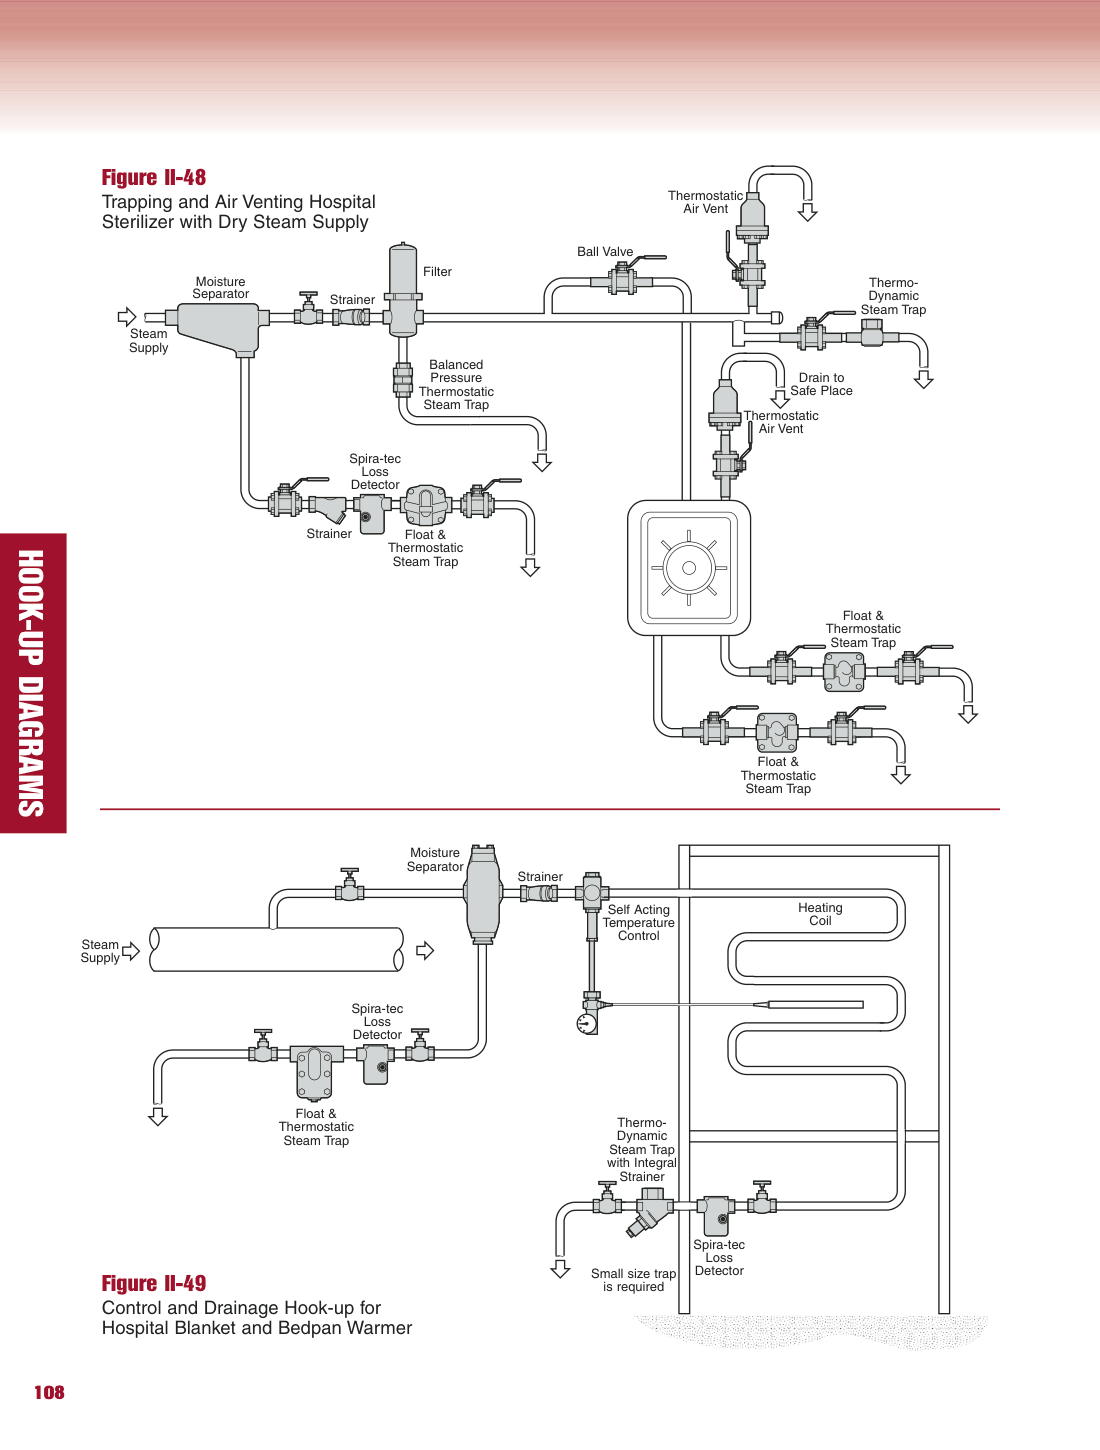 Figure II-48
Trapping and Air Venting Hospital
Sterilizer with Dry Steam Supply
Thermostatic
Air Vent
Ball Valve
Filter
Moisture
Separator
Strainer
Thermo-
Dynamic
Steam Trap
Steam
Supply
Balanced
Pressure
Thermostatic
Steam Trap
Drain to
Safe Place
Thermostatic
Air Vent
Spira-tec
Loss
Detector
Strainer
Float &
Thermostatic
Steam Trap
HOOK-UP DIAGRAMS
Float &
Thermostatic
Steam Trap
Float &
Thermostatic
Steam Trap
Moisture
Separator
Strainer
Self Acting
Temperature
Control
Heating
Coil
Steam
Supply
Spira-tec
Loss
Detector
Float &
Thermostatic
Steam Trap
Thermo-
Dynamic
Steam Trap
with Integral
Strainer
Spira-tec
Loss
Detector
Small size trap
is required
Figure II-49
Control and Drainage Hook-up for
Hospital Blanket and Bedpan Warmer
108